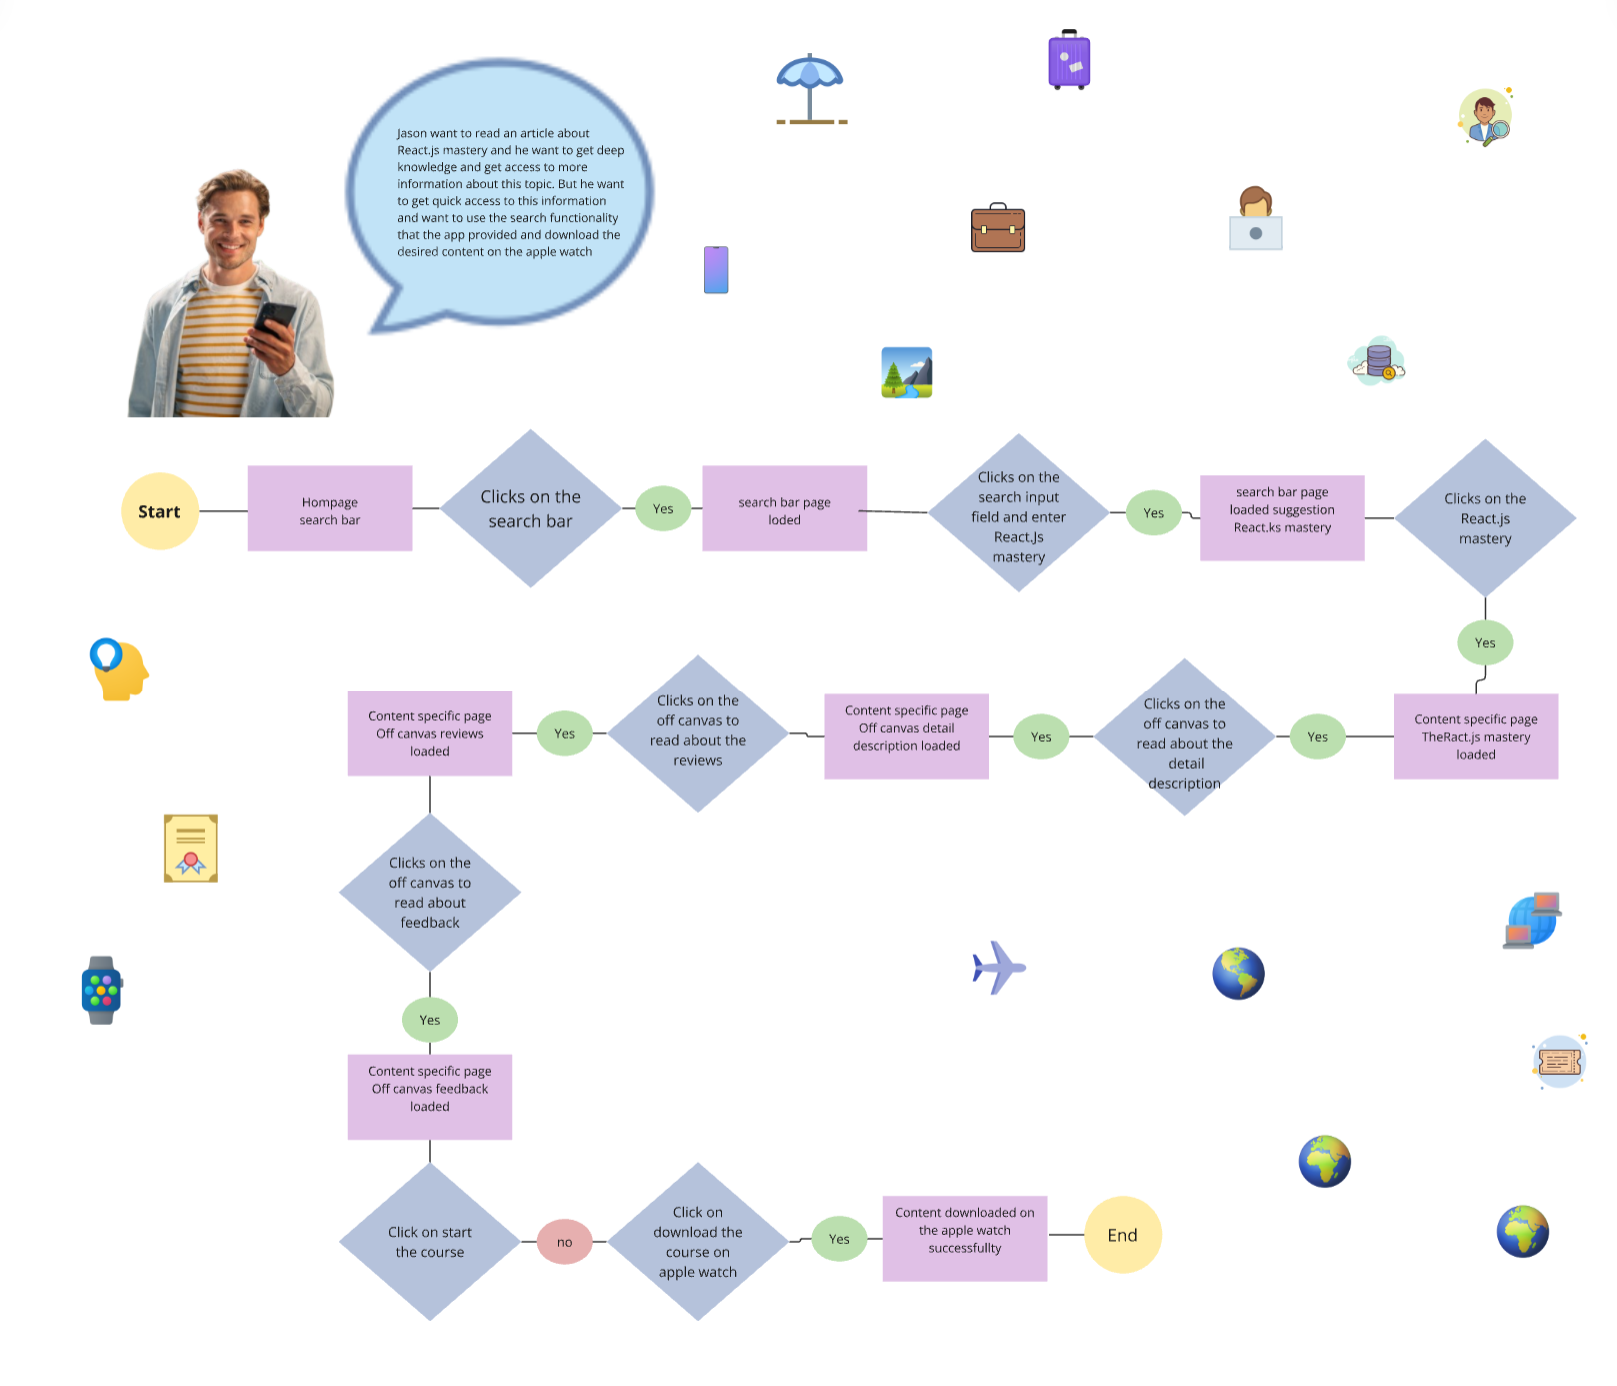 Jason want to read an article about
React.js mastery and he want to get deep
knowledge and get access to more
information about this topic. But he want
to get quick access to this information
and want to use the search functionality
that the app provided and download the
desired content on the apple watch
Start
Hompage
search bar
Clicks on the
search bar
Yes
search bar page
loded
Clicks on the
search input
field and enter
React.Js
mastery
Yes
search bar page
loaded suggestion
React.ks mastery
Clicks on the
React.js
mastery
Yes
Content specific page
TheRact.js mastery
loaded
Yes
Clicks on the
off canvas to
read about the
detail
description
Yes
Content specific page
Off canvas detail
description loaded
Clicks on the
off canvas to
read about the
reviews
Yes
Content specific page
Off canvas reviews
loaded
Clicks on the
off canvas to
read about
feedback
Yes
Content specific page
Off canvas feedback
loaded
Click on start
the course
no
Click on
download the
course on
apple watch
Yes
Content downloaded on
the apple watch
successfullty
End